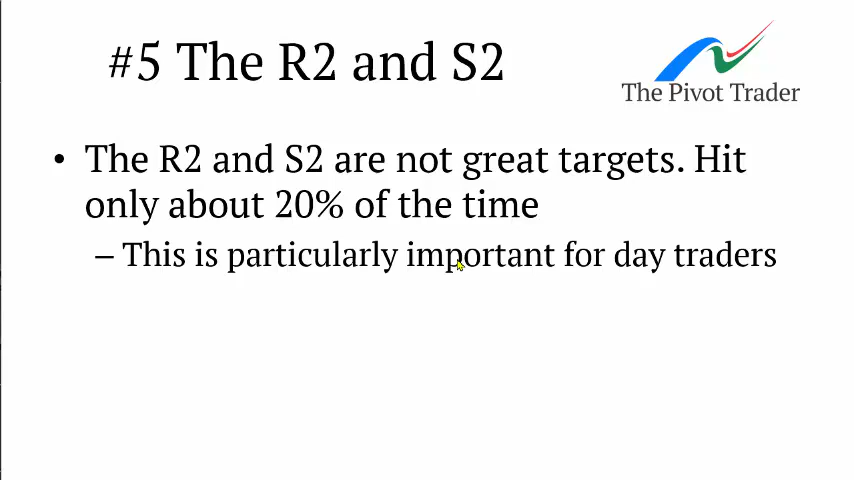 #5 The R2 and S2
The Pivot Trader
• The R2 and S2 are not great targets. Hit
only about 20% of the time
– This is particularly important for day traders